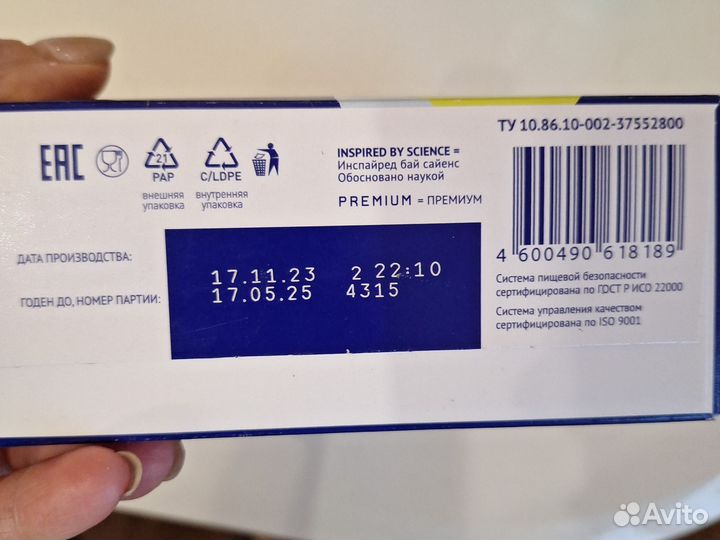 ТУ 10.86.10-002-37552800
EAC
21
PAP
внешняя
упаковка
C/LDPE
внутренняя
упаковка
INSPIRED BY SCIENCE =
Инспайред бай сайенс
Обосновано наукой
PREMIUM = ПРЕМИУМ
4 600490 618189
ДАТА ПРОИЗВОДСТВА:
17.11.23 2 22:10
ГОДЕН ДО, НОМЕР ПАРТИИ:
17.05.25 4315
Система пищевой безопасности
сертифицирована по ГОСТ Р ИСО 22000
Система управления качеством
сертифицирована по ISO 9001
Avito